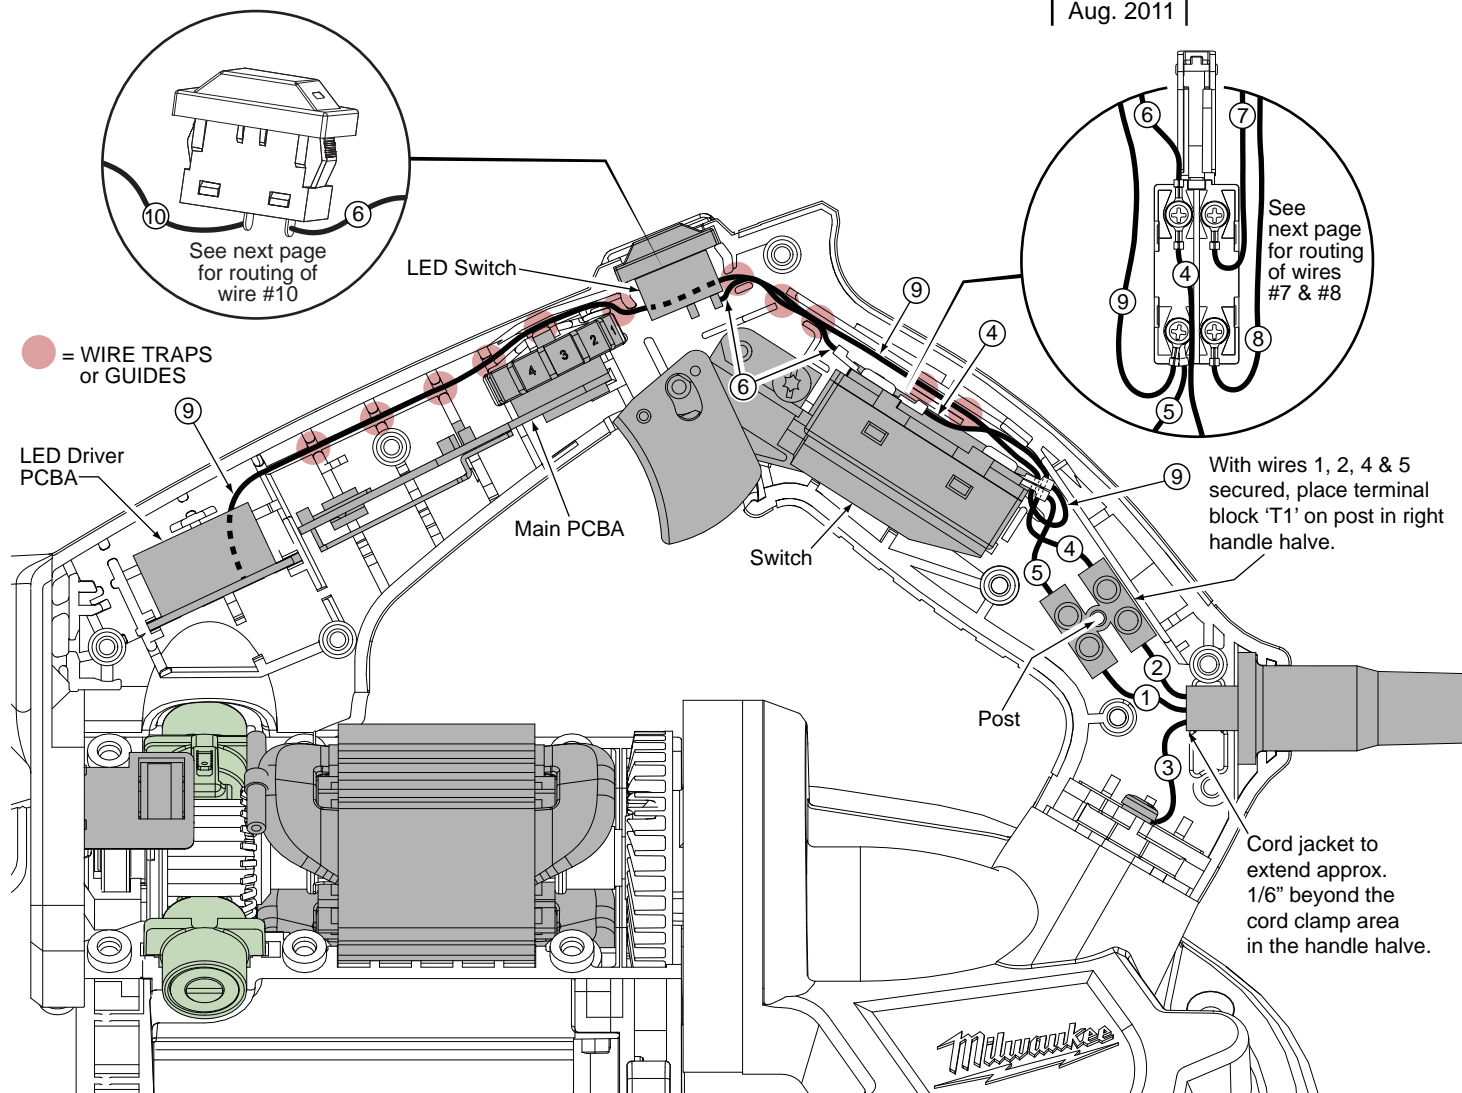 Aug. 2011
10
6
See next page
for routing of
wire #10
LED Switch
= WIRE TRAPS
or GUIDES
6
7
9
4
8
5
See
next page
for routing
of wires
#7 & #8
9
4
6
9
LED Driver
PCBA
4
3
2
1
Main PCBA
Switch
9
With wires 1, 2, 4 & 5
secured, place terminal
block ‘T1’ on post in right
handle halve.
4
5
2
1
Post
3
Cord jacket to
extend approx.
1/6” beyond the
cord clamp area
in the handle halve.
Milwaukee